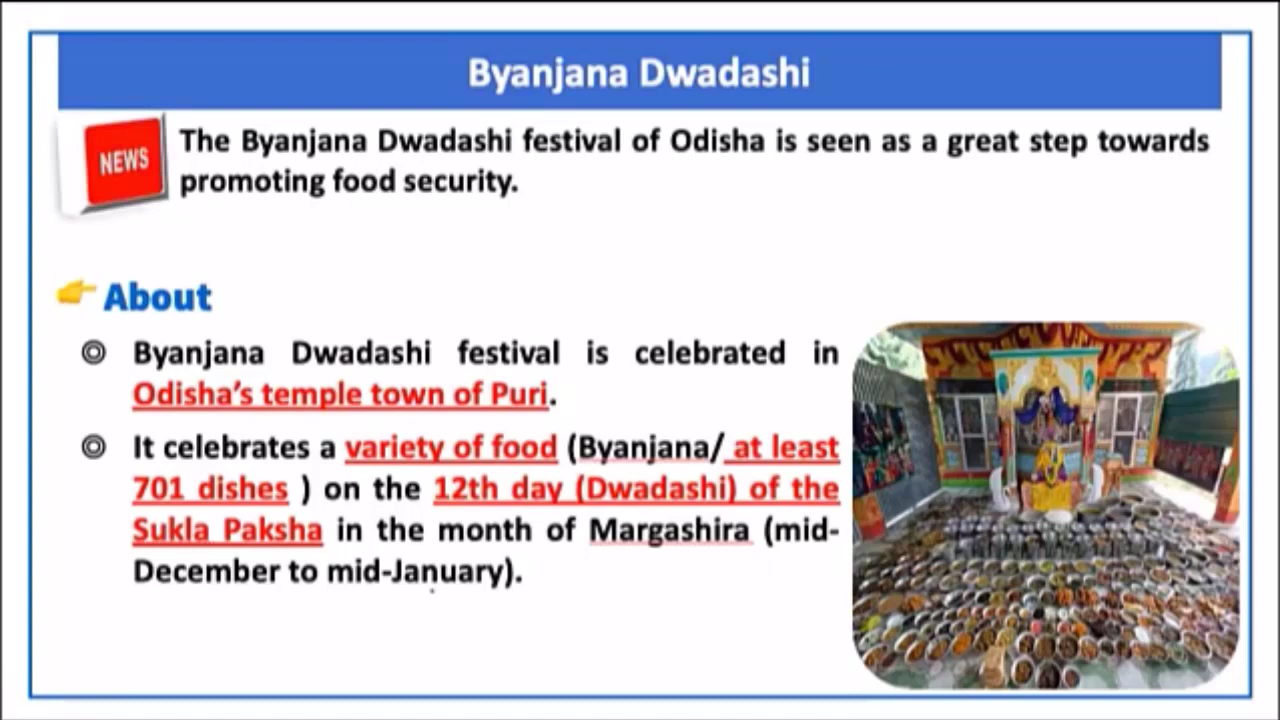 Byanjana Dwadashi
NEWS
The Byanjana Dwadashi festival of Odisha is seen as a great step towards
promoting food security.
About
Byanjana Dwadashi festival is celebrated in
Odisha’s temple town of Puri.
It celebrates a variety of food (Byanjana/ at least
701 dishes ) on the 12th day (Dwadashi) of the
Sukla Paksha in the month of Margashira (mid-
December to mid-January).